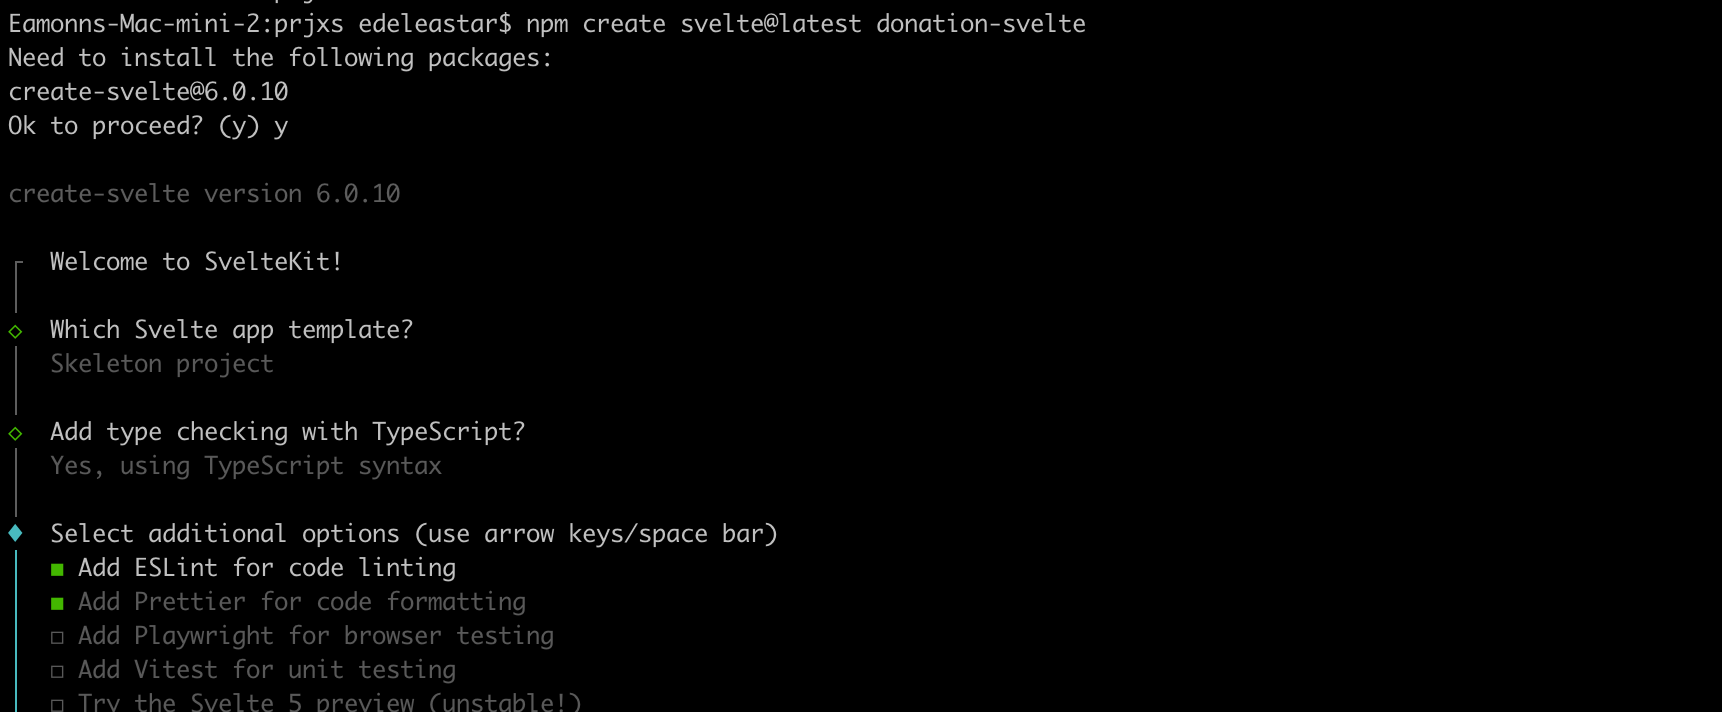 Eamonns-Mac-mini-2:prjxs edeleastar$ npm create svelte@latest donation-svelte
Need to install the following packages:
create-svelte@6.0.10
Ok to proceed? (y) y
create-svelte version 6.0.10
Welcome to SvelteKit!
Which Svelte app template?
Skeleton project
Add type checking with TypeScript?
Yes, using TypeScript syntax
Select additional options (use arrow keys/space bar)
Add ESLint for code linting
Add Prettier for code formatting
Add Playwright for browser testing
Add Vitest for unit testing
Try the Svelte 5 preview (unstable!)